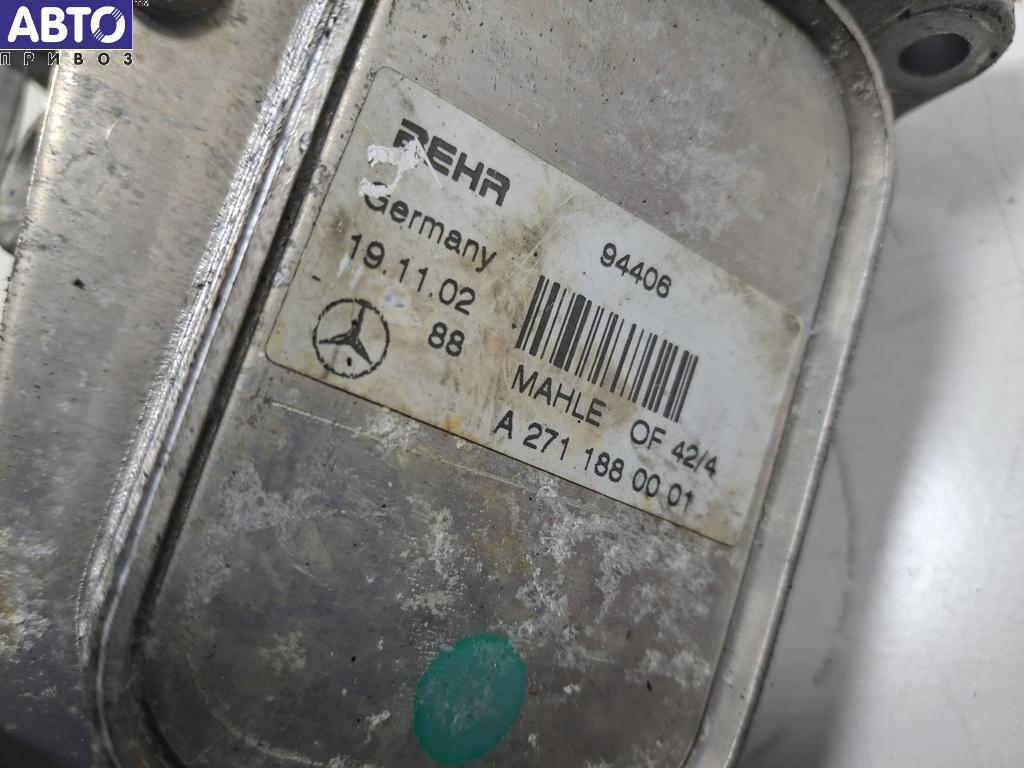 АВТО
ПРИВОЗ
BEHR
Germany
19.11.02
88
94406
MAHLE OF 42/4
A 271 188 00 01